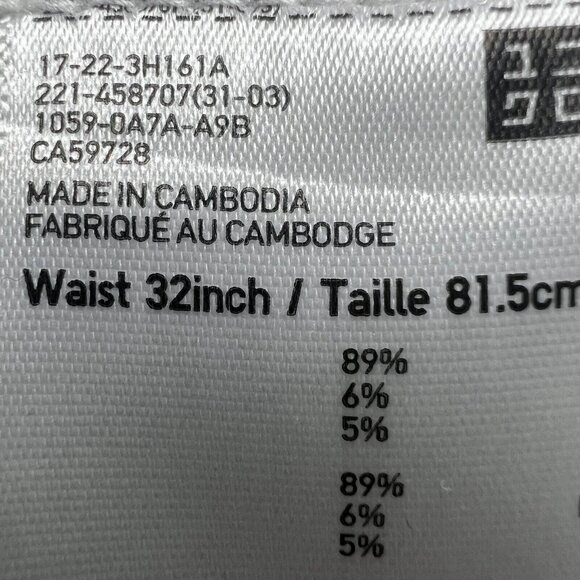 17-22-3H161A
221-458707(31-03)
1059-0A7A-A9B
CA59728
MADE IN CAMBODIA
FABRIQUÉ AU CAMBODGE
Waist 32inch / Taille 81.5cm
89%
6%
5%
89%
6%
5%